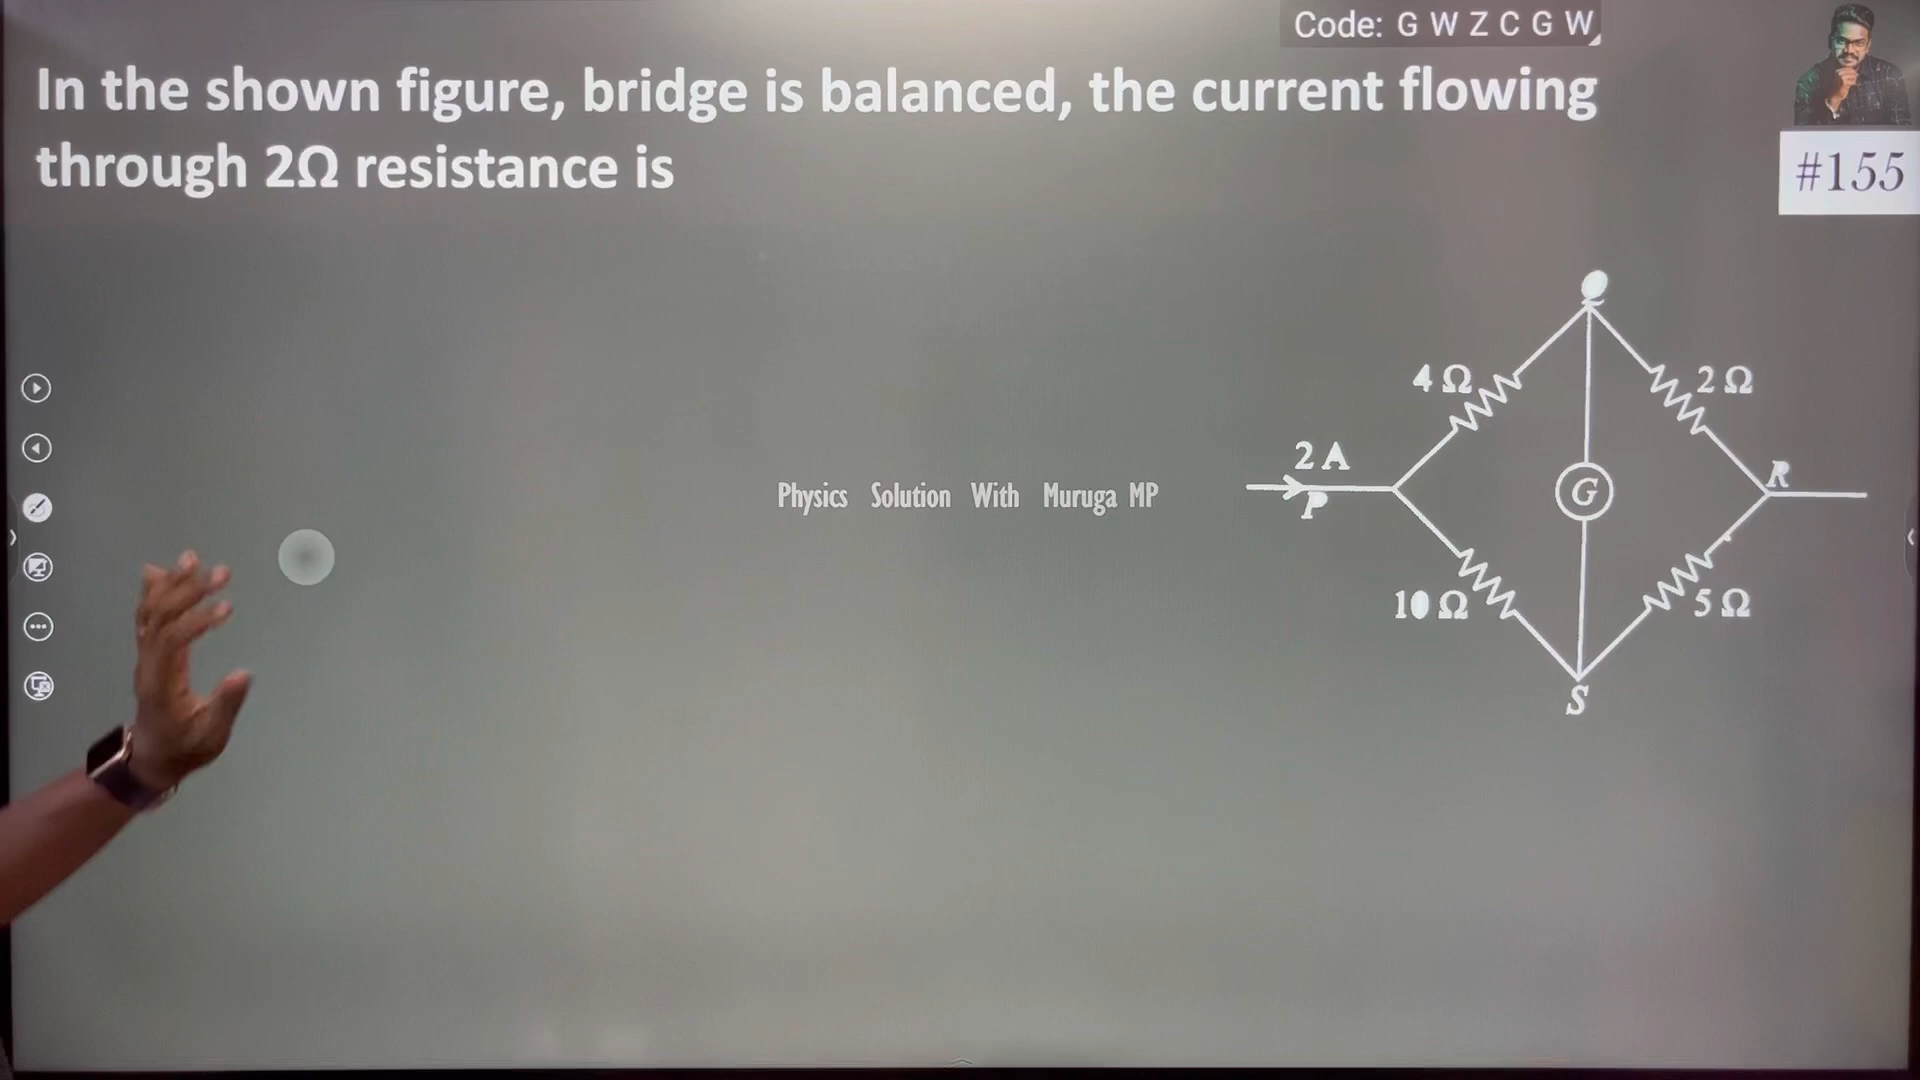 Code: G W Z C G W
In the shown figure, bridge is balanced, the current flowing
through 2Ω resistance is
#155
Q
4 Ω
2 Ω
2 A
P
R
G
Physics Solution With Muruga MP
10 Ω
5 Ω
S